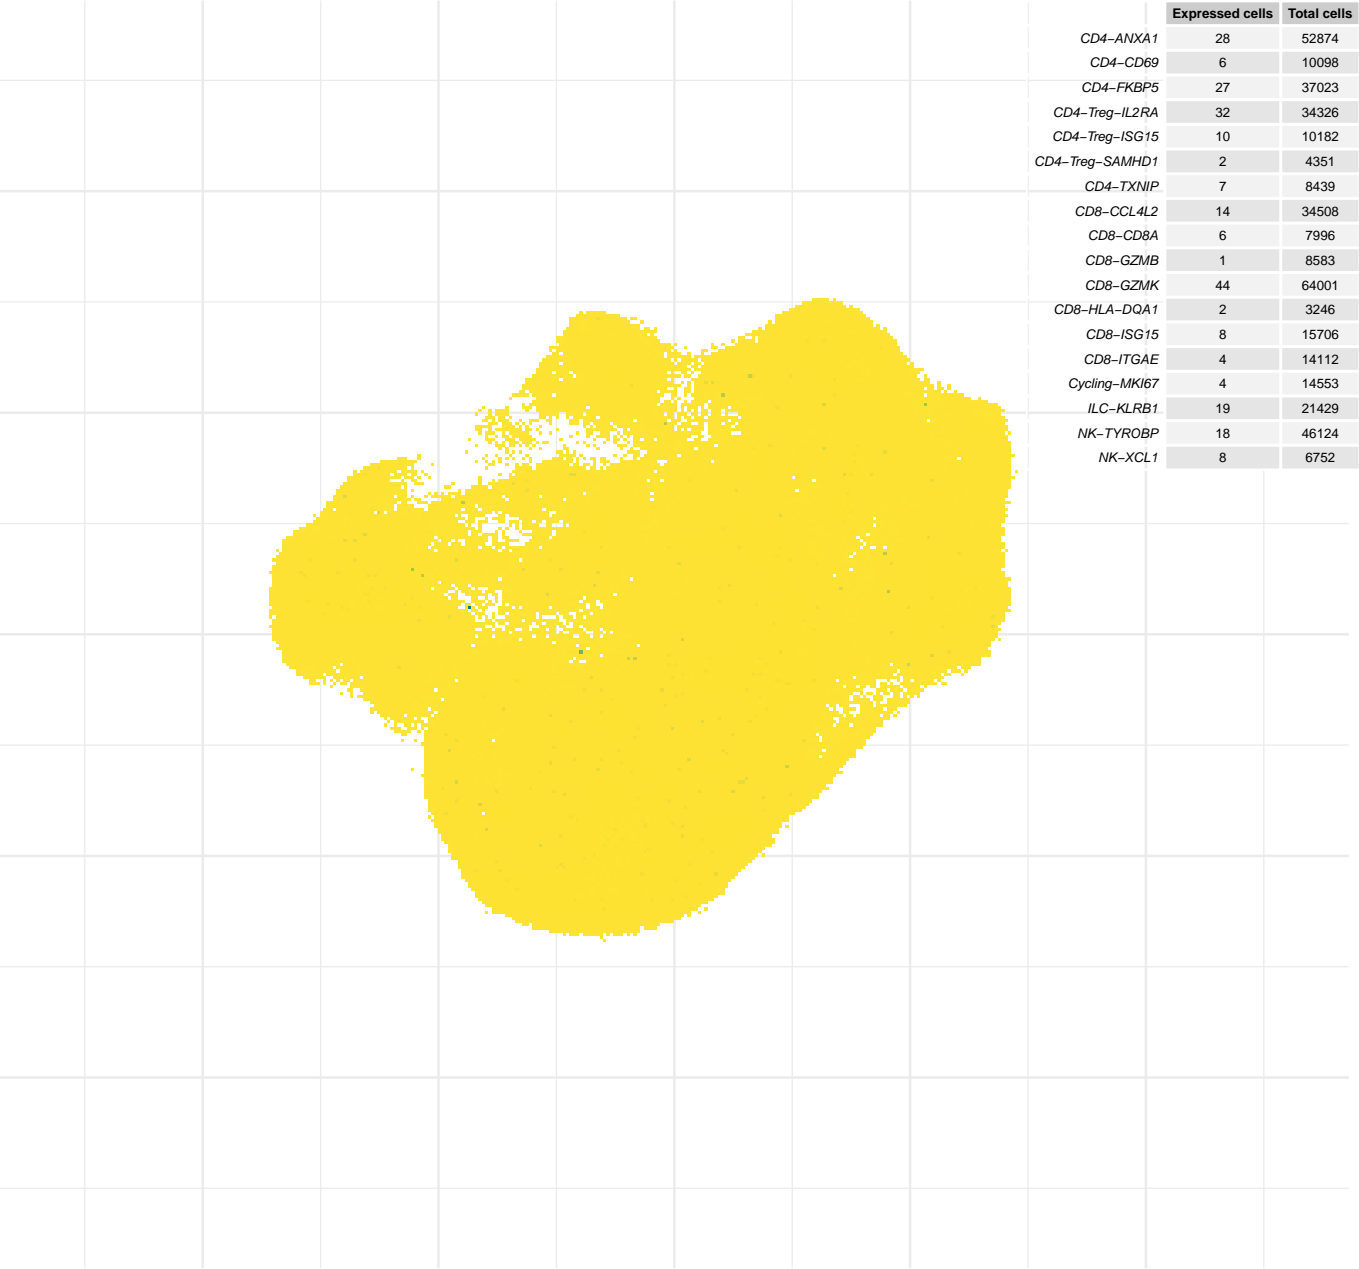 Expressed cells Total cells
CD4−ANXA1 28 52874
CD4−CD69 6 10098
CD4−FKBP5 27 37023
CD4−Treg−IL2RA 32 34326
CD4−Treg−ISG15 10 10182
CD4−Treg−SAMHD1 2 4351
CD4−TXNIP 7 8439
CD8−CCL4L2 14 34508
CD8−CD8A 6 7996
CD8−GZMB 1 8583
CD8−GZMK 44 64001
CD8−HLA−DQA1 2 3246
CD8−ISG15 8 15706
CD8−ITGAE 4 14112
Cycling−MKI67 4 14553
ILC−KLRB1 19 21429
NK−TYROBP 18 46124
NK−XCL1 8 6752